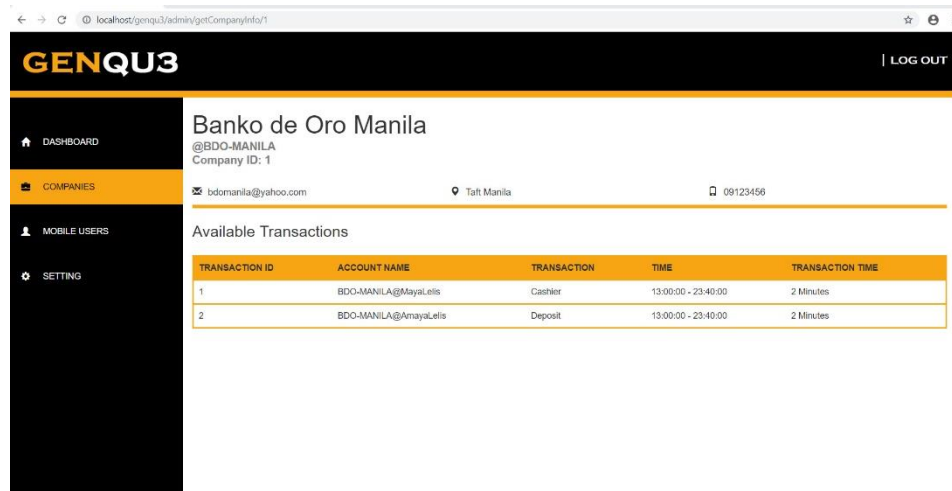 localhost/genqu3/admin/getCompanyInfo/1
GENQU3
| LOG OUT
DASHBOARD
COMPANIES
MOBILE USERS
SETTING
Banko de Oro Manila
@BDO-MANILA
Company ID: 1
bdomanila@yahoo.com Taft Manila 09123456
Available Transactions
TRANSACTION ID ACCOUNT NAME TRANSACTION TIME TRANSACTION TIME
1 BDO-MANILA@MayaLelis Cashier 13:00:00 - 23:40:00 2 Minutes
2 BDO-MANILA@AmayaLelis Deposit 13:00:00 - 23:40:00 2 Minutes